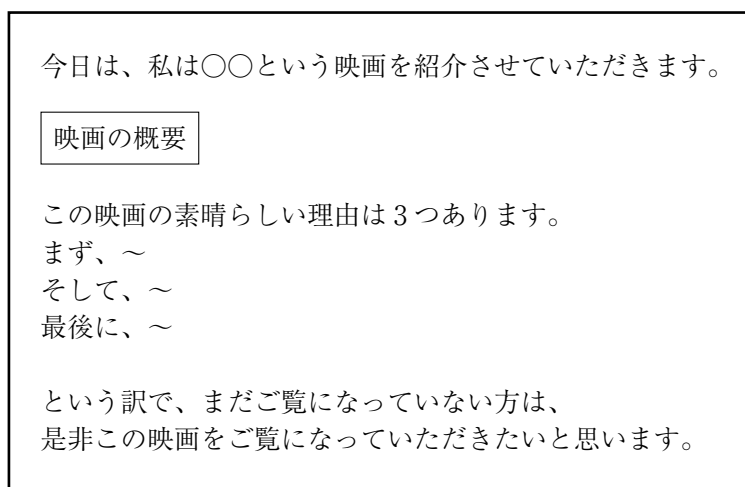 今日は、私は○○という映画を紹介させていただきます。
映画の概要
この映画の素晴らしい理由は3つあります。
まず、~
そして、~
最後に、~
という訳で、まだご覧になっていない方は、
是非この映画をご覧になっていただきたいと思います。